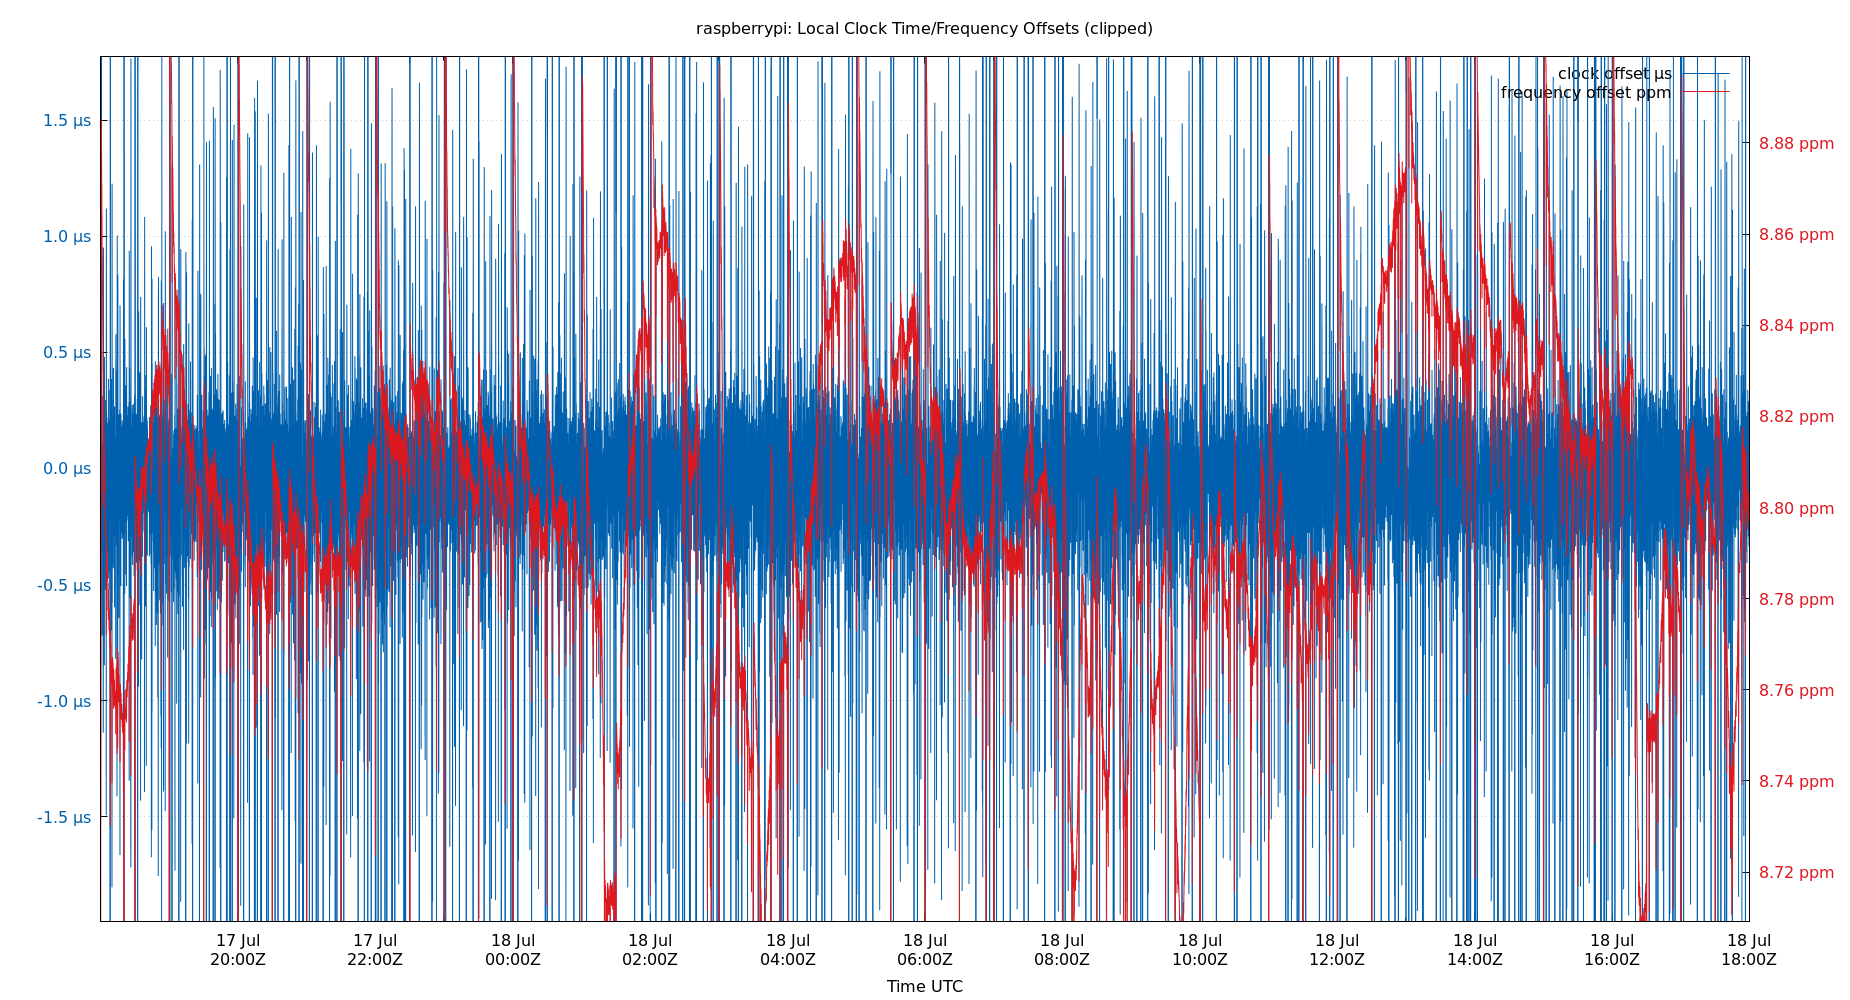 raspberrypi: Local Clock Time/Frequency Offsets (clipped)
clock offset µs
frequency offset ppm
1.5 µs
1.0 µs
0.5 µs
0.0 µs
-0.5 µs
-1.0 µs
-1.5 µs
8.88 ppm
8.86 ppm
8.84 ppm
8.82 ppm
8.80 ppm
8.78 ppm
8.76 ppm
8.74 ppm
8.72 ppm
17 Jul 17 Jul 18 Jul 18 Jul 18 Jul 18 Jul 18 Jul 18 Jul 18 Jul 18 Jul 18 Jul 18 Jul
20:00Z 22:00Z 00:00Z 02:00Z 04:00Z 06:00Z 08:00Z 10:00Z 12:00Z 14:00Z 16:00Z 18:00Z
Time UTC